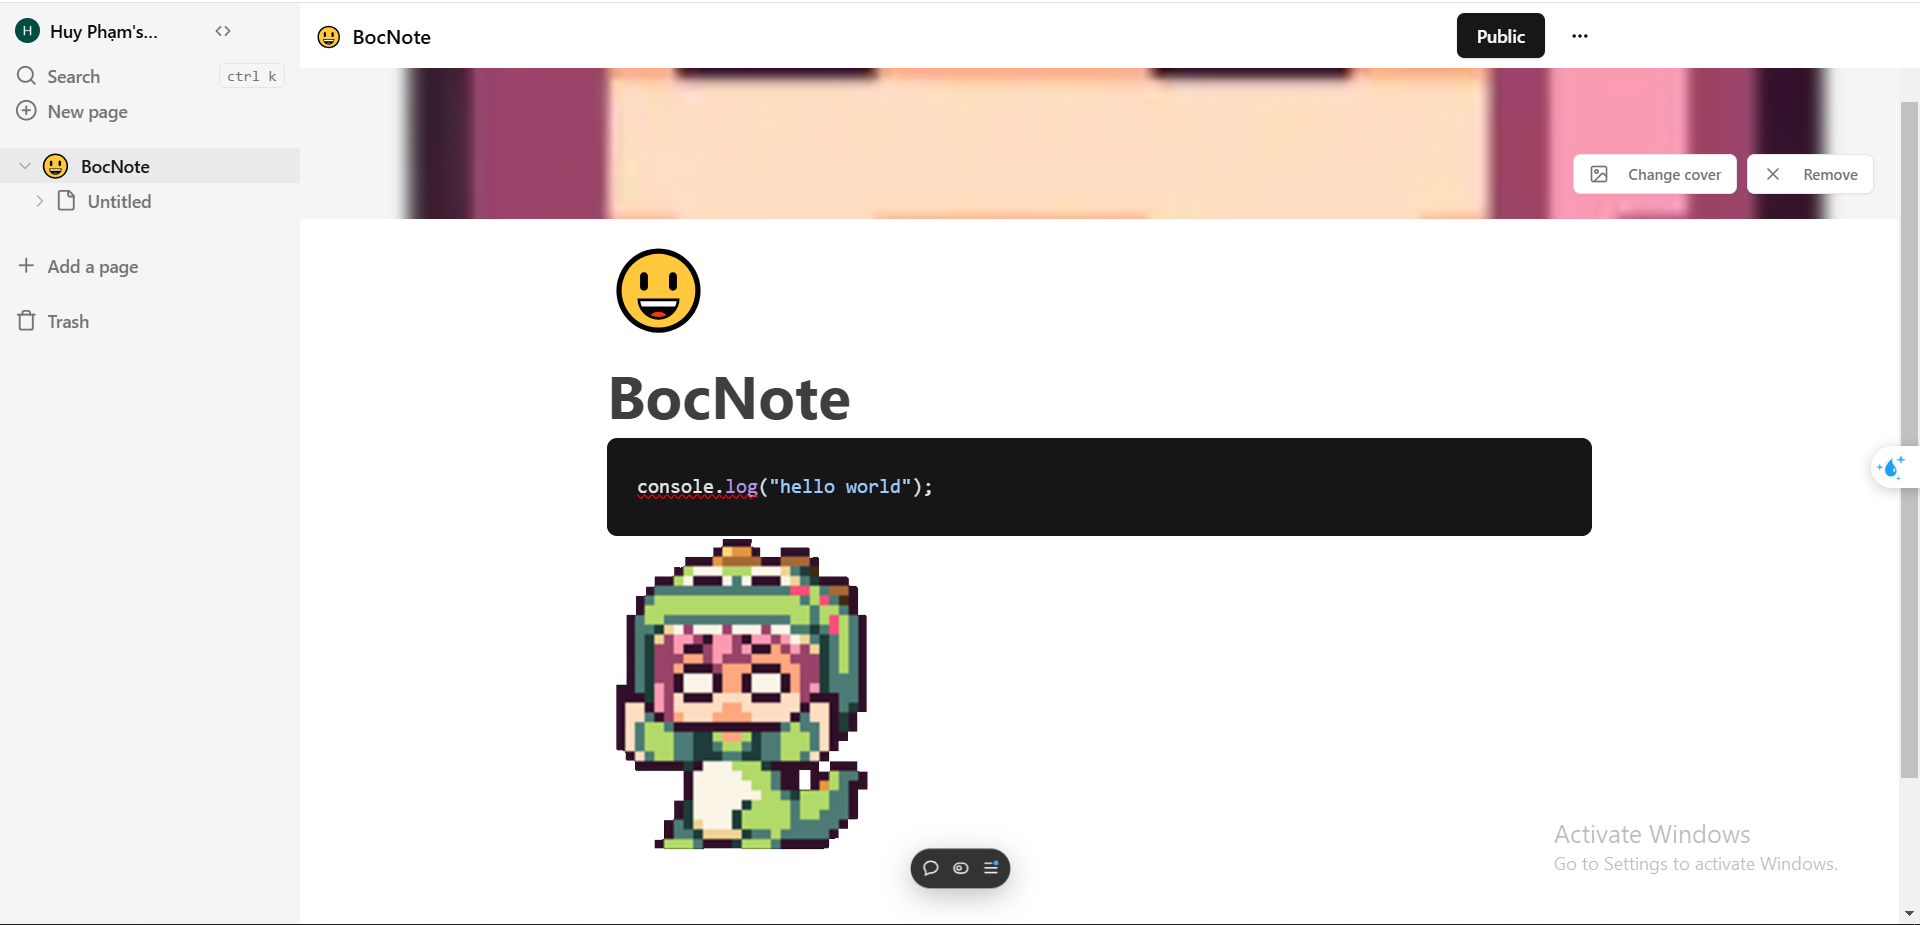 H Huy Phạm's...
Search ctrl k
New page
BocNote
Untitled
Add a page
Trash
BocNote
Public
Change cover
Remove
BocNote
console.log("hello world");
Activate Windows
Go to Settings to activate Windows.